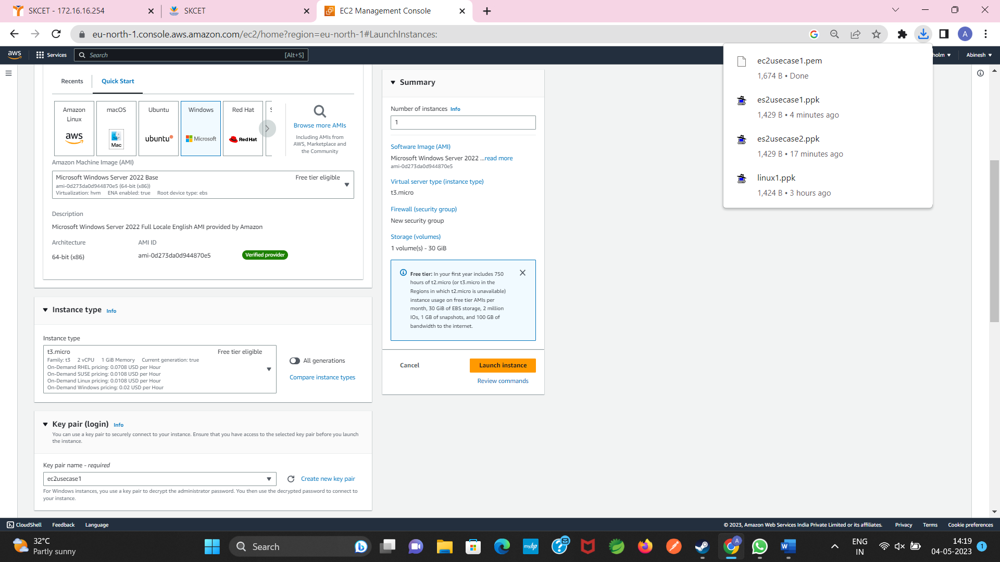 SKCET - 172.16.16.254
SKCET
EC2 Management Console
eu-north-1.console.aws.amazon.com/ec2/home?region=eu-north-1#LaunchInstances:
A
aws
Services
Search
[Alt+S]
holm
Abinesh
ec2usecase1.pem
1,674 B • Done
es2usecase1.ppk
1,429 B • 4 minutes ago
es2usecase2.ppk
1,429 B • 17 minutes ago
linux1.ppk
1,424 B • 3 hours ago
Recents
Quick Start
Amazon Linux
aws
macOS
Mac
Ubuntu
ubuntu
Windows
Microsoft
Red Hat
Red Hat
S
Browse more AMIs
Including AMIs from
AWS, Marketplace and
the Community
Amazon Machine Image (AMI)
Microsoft Windows Server 2022 Base
Free tier eligible
ami-0d273da0d944870e5 (64-bit (x86))
Virtualization: hvm ENA enabled: true Root device type: ebs
Description
Microsoft Windows Server 2022 Full Locale English AMI provided by Amazon
Architecture
AMI ID
64-bit (x86)
ami-0d273da0d944870e5
Verified provider
Instance type Info
Instance type
t3.micro
Free tier eligible
Family: t3 2 vCPU 1 GiB Memory Current generation: true
On-Demand RHEL pricing: 0.0708 USD per Hour
On-Demand SUSE pricing: 0.0108 USD per Hour
On-Demand Linux pricing: 0.0108 USD per Hour
On-Demand Windows pricing: 0.02 USD per Hour
All generations
Compare instance types
Key pair (login) Info
You can use a key pair to securely connect to your instance. Ensure that you have access to the selected key pair before you launch
the instance.
Key pair name - required
ec2usecase1
Create new key pair
For Windows instances, you use a key pair to decrypt the administrator password. You then use the decrypted password to connect to
your instance.
Summary
Number of instances Info
1
Software Image (AMI)
Microsoft Windows Server 2022 ...read more
ami-0d273da0d944870e5
Virtual server type (instance type)
t3.micro
Firewall (security group)
New security group
Storage (volumes)
1 volume(s) - 30 GiB
Free tier: In your first year includes 750
hours of t2.micro (or t3.micro in the
Regions in which t2.micro is unavailable)
instance usage on free tier AMIs per
month, 30 GiB of EBS storage, 2 million
IOs, 1 GB of snapshots, and 100 GB of
bandwidth to the internet.
Cancel
Launch instance
Review commands
CloudShell
Feedback
Language
© 2023, Amazon Web Services India Private Limited or its affiliates.
Privacy
Terms
Cookie preferences
32°C
Partly sunny
Search
myhp
A
W
ENG
IN
14:19
04-05-2023
1